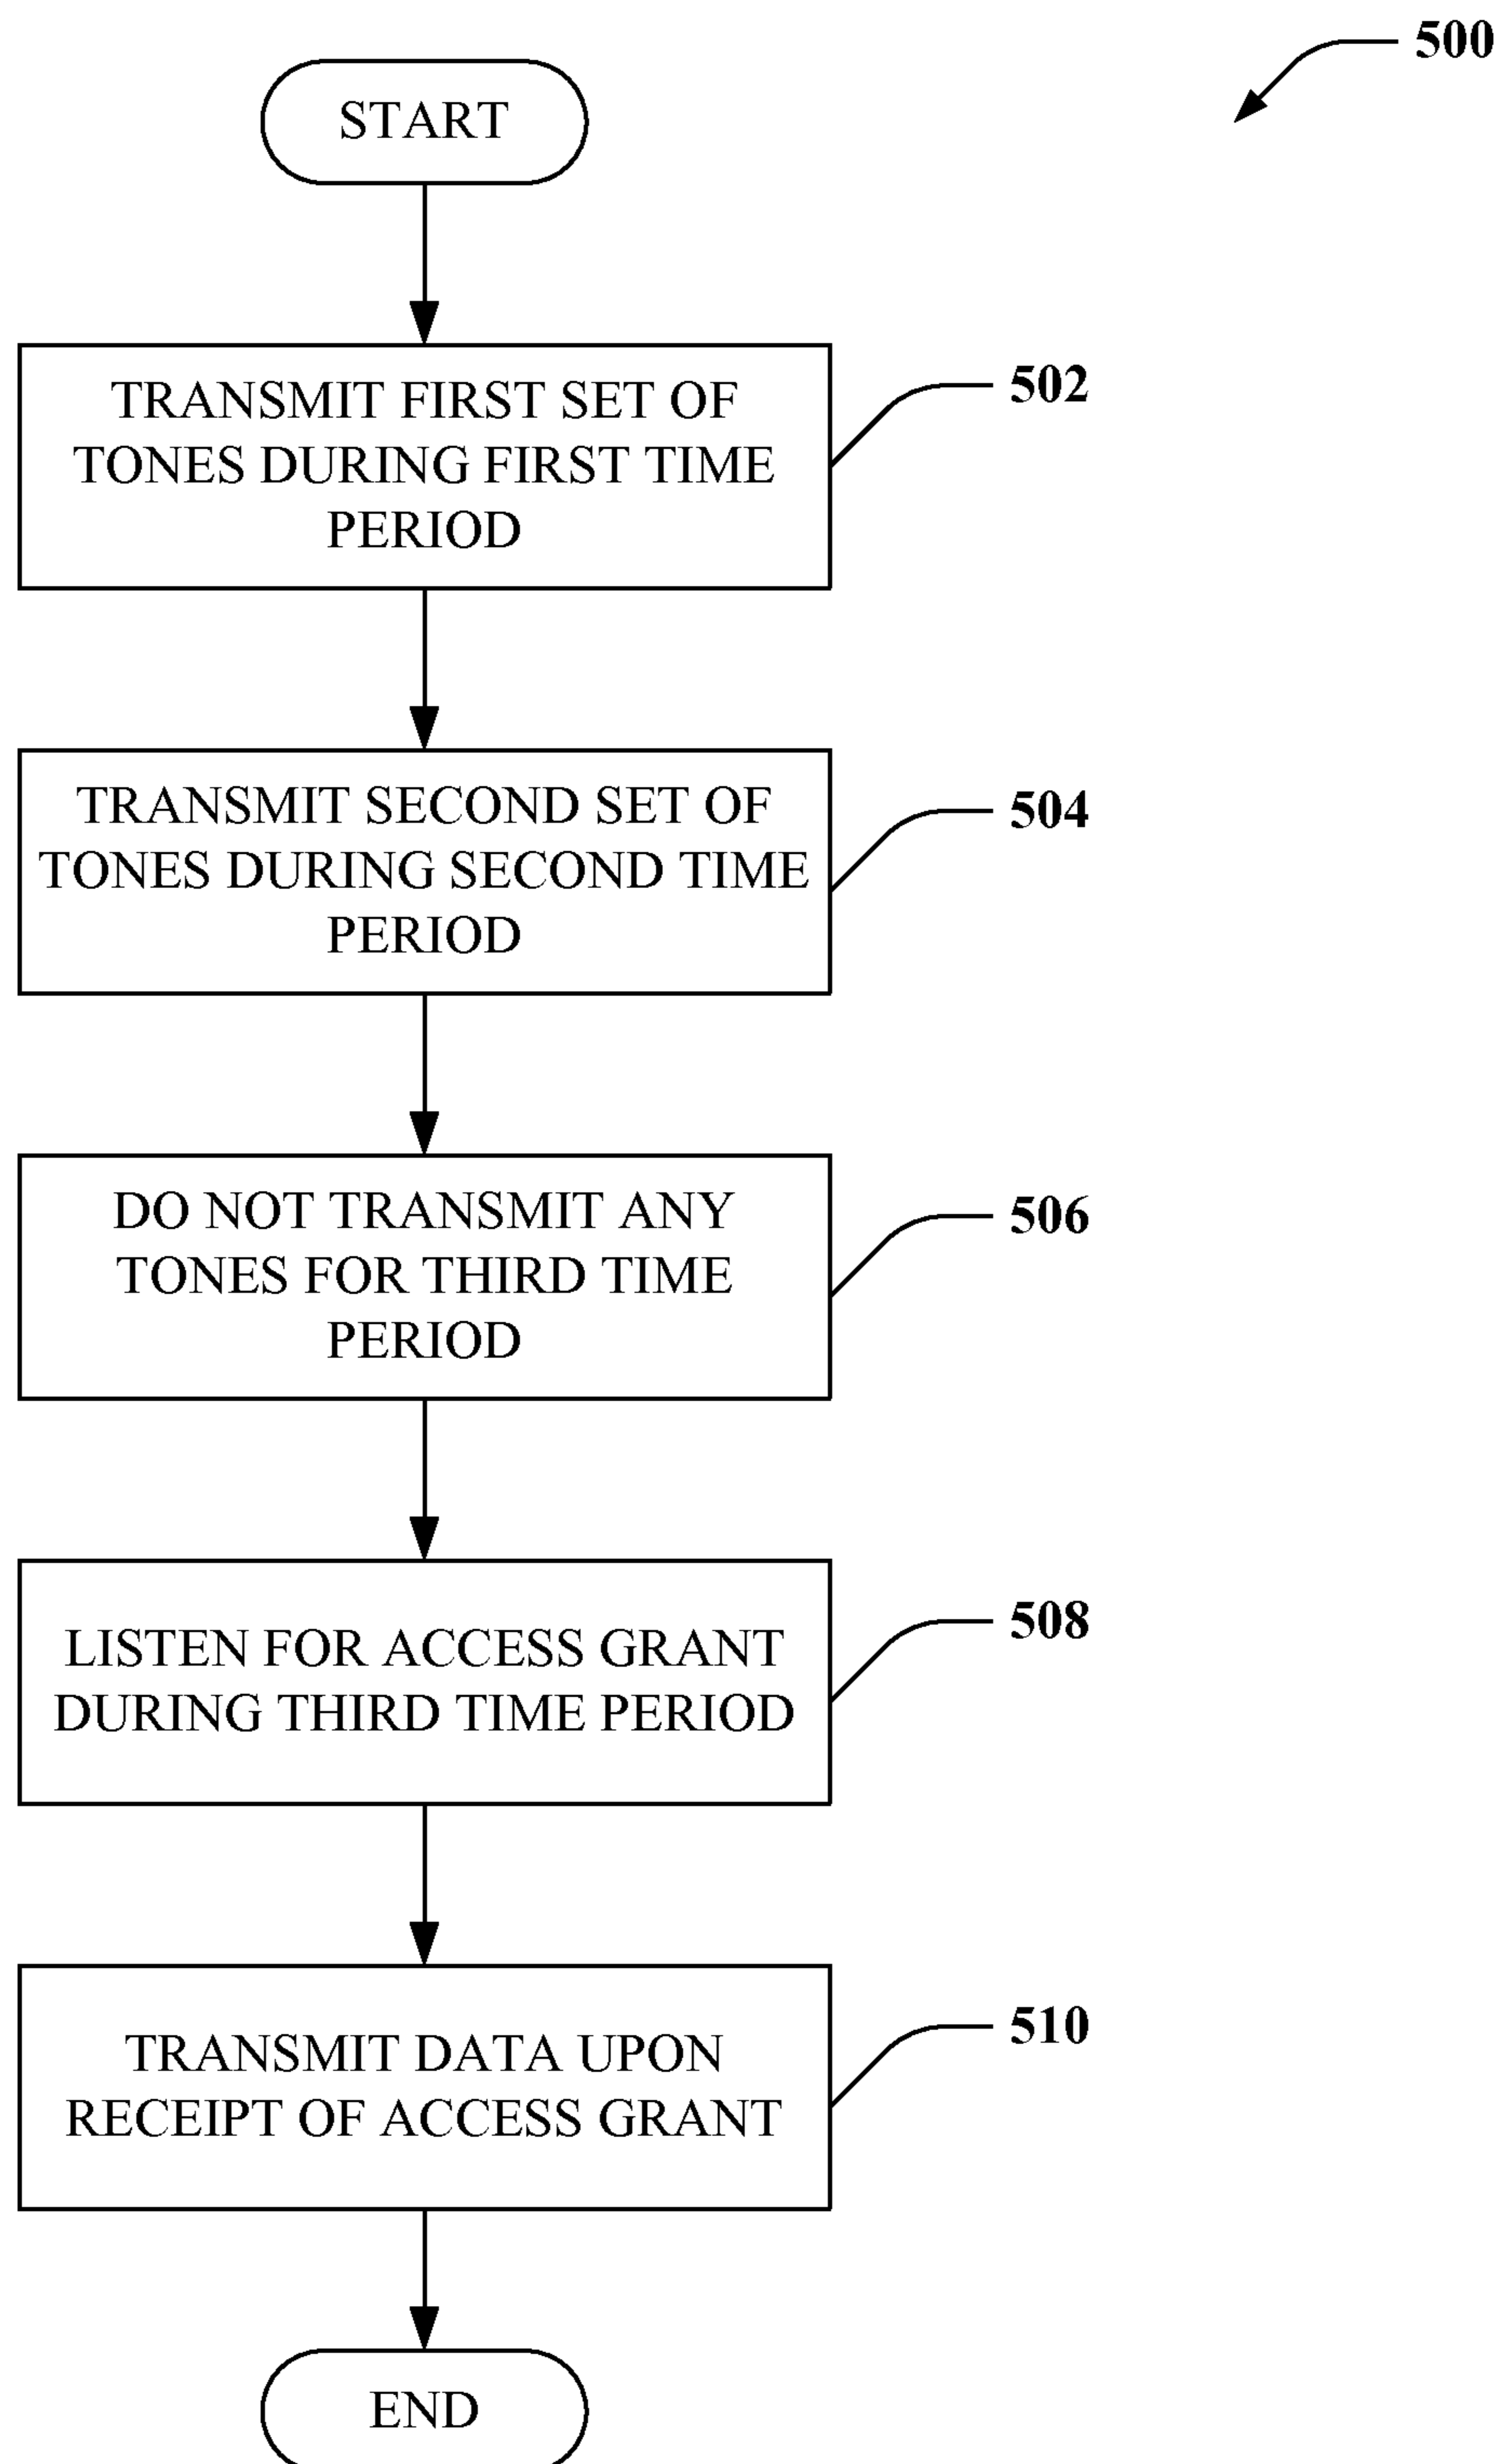 500
START
TRANSMIT FIRST SET OF
TONES DURING FIRST TIME
PERIOD
502
TRANSMIT SECOND SET OF
TONES DURING SECOND TIME
PERIOD
504
DO NOT TRANSMIT ANY
TONES FOR THIRD TIME
PERIOD
506
LISTEN FOR ACCESS GRANT
DURING THIRD TIME PERIOD
508
TRANSMIT DATA UPON
RECEIPT OF ACCESS GRANT
510
END